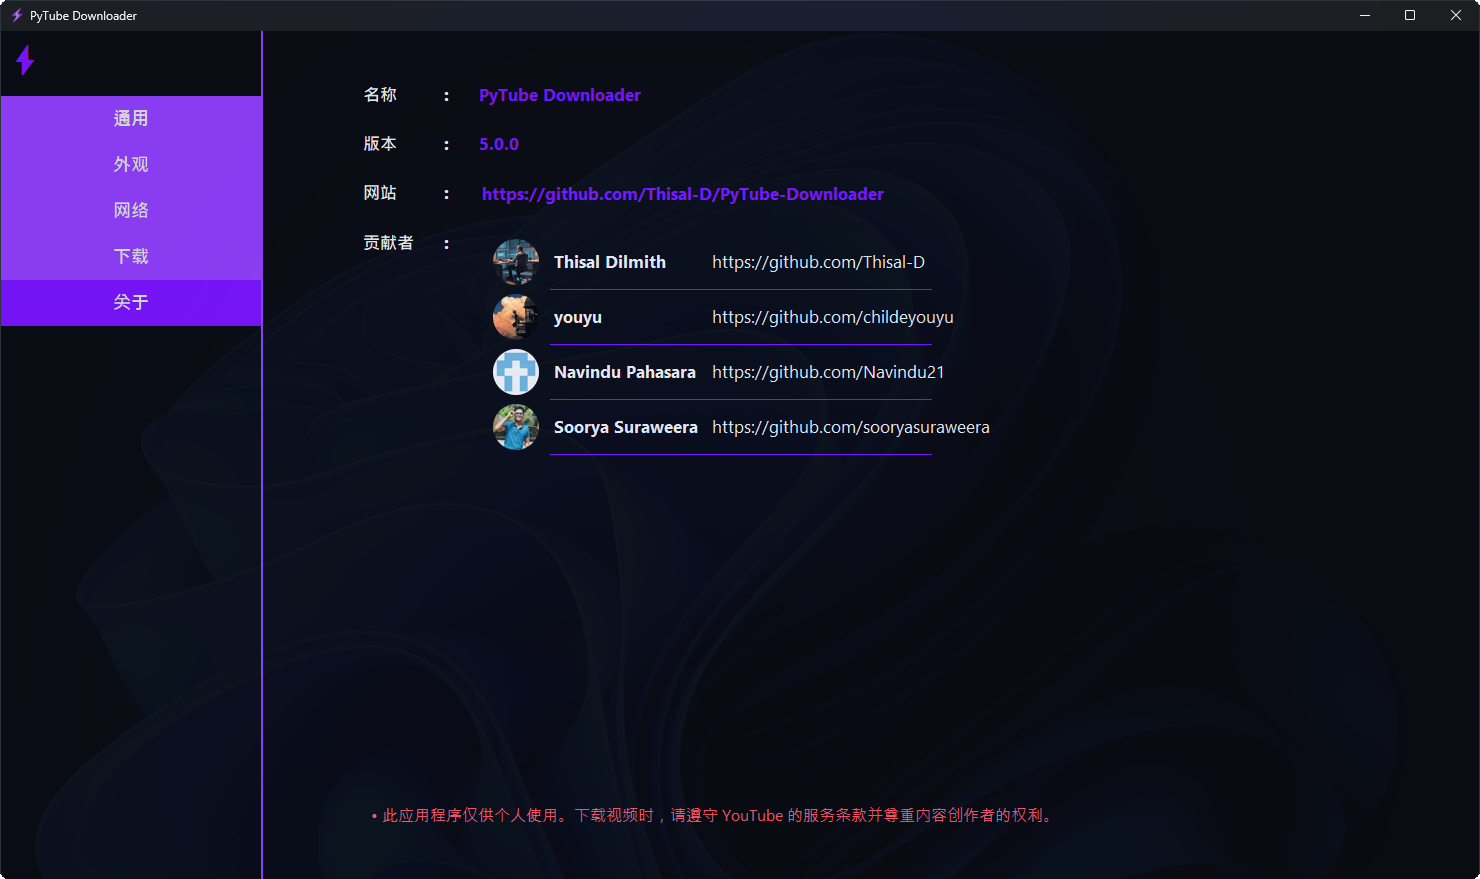 PyTube Downloader
通用
外观
网络
下载
关于
名称 : PyTube Downloader
版本 : 5.0.0
网站 : https://github.com/Thisal-D/PyTube-Downloader
贡献者 :
Thisal Dilmith https://github.com/Thisal-D
youyu https://github.com/childeyouyu
Navindu Pahasara https://github.com/Navindu21
Soorya Suraweera https://github.com/sooryasuraweera
• 此应用程序仅供个人使用。下载视频时，请遵守 YouTube 的服务条款并尊重内容创作者的权利。